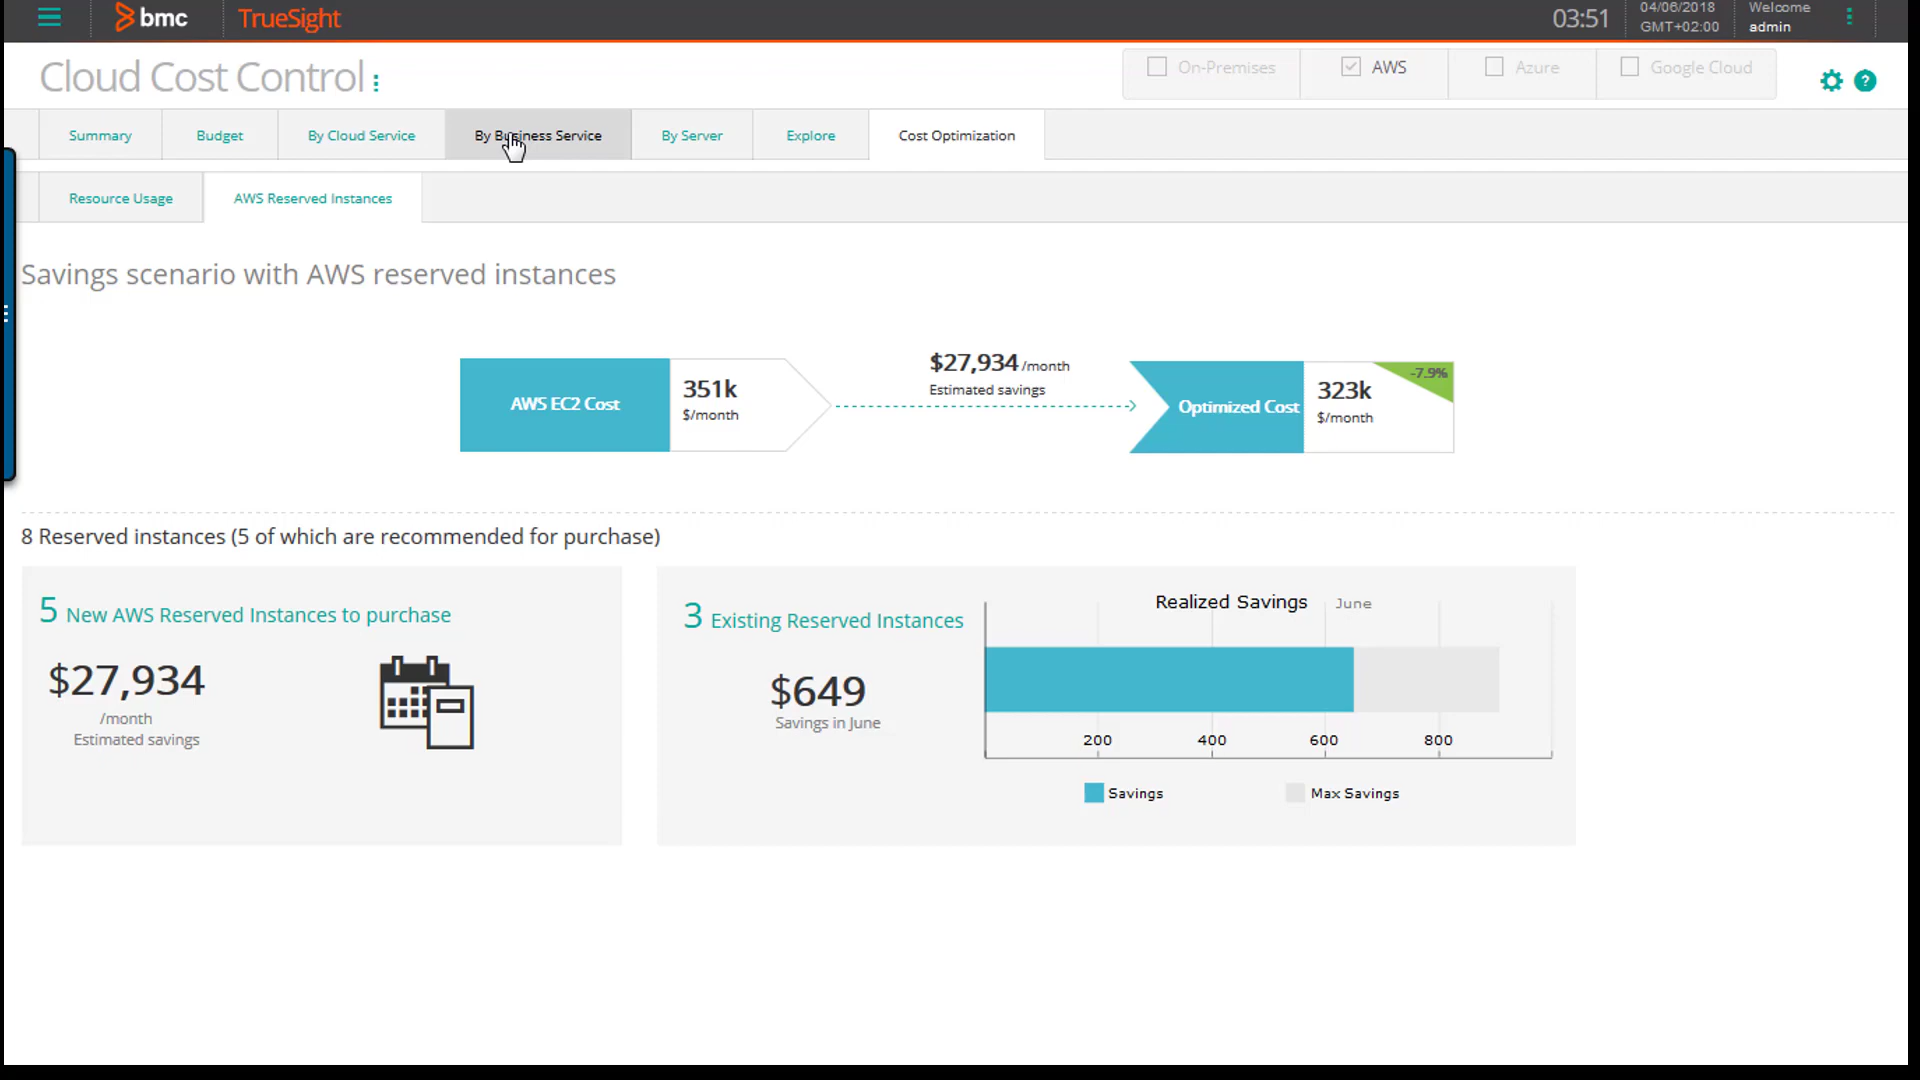 bmc TrueSight 03:51 04/06/2018 Welcome
GMT+02:00 admin
Cloud Cost Control On-Premises AWS Azure Google Cloud ?
Summary Budget By Cloud Service By Business Service By Server Explore Cost Optimization
Resource Usage AWS Reserved Instances
Savings scenario with AWS reserved instances
AWS EC2 Cost
351k
$/month
$27,934 /month
Estimated savings
Optimized Cost
323k
$/month
-7.9%
8 Reserved instances (5 of which are recommended for purchase)
5 New AWS Reserved Instances to purchase
$27,934
/month
Estimated savings
3 Existing Reserved Instances
$649
Savings in June
Realized Savings June
200 400 600 800
Savings Max Savings